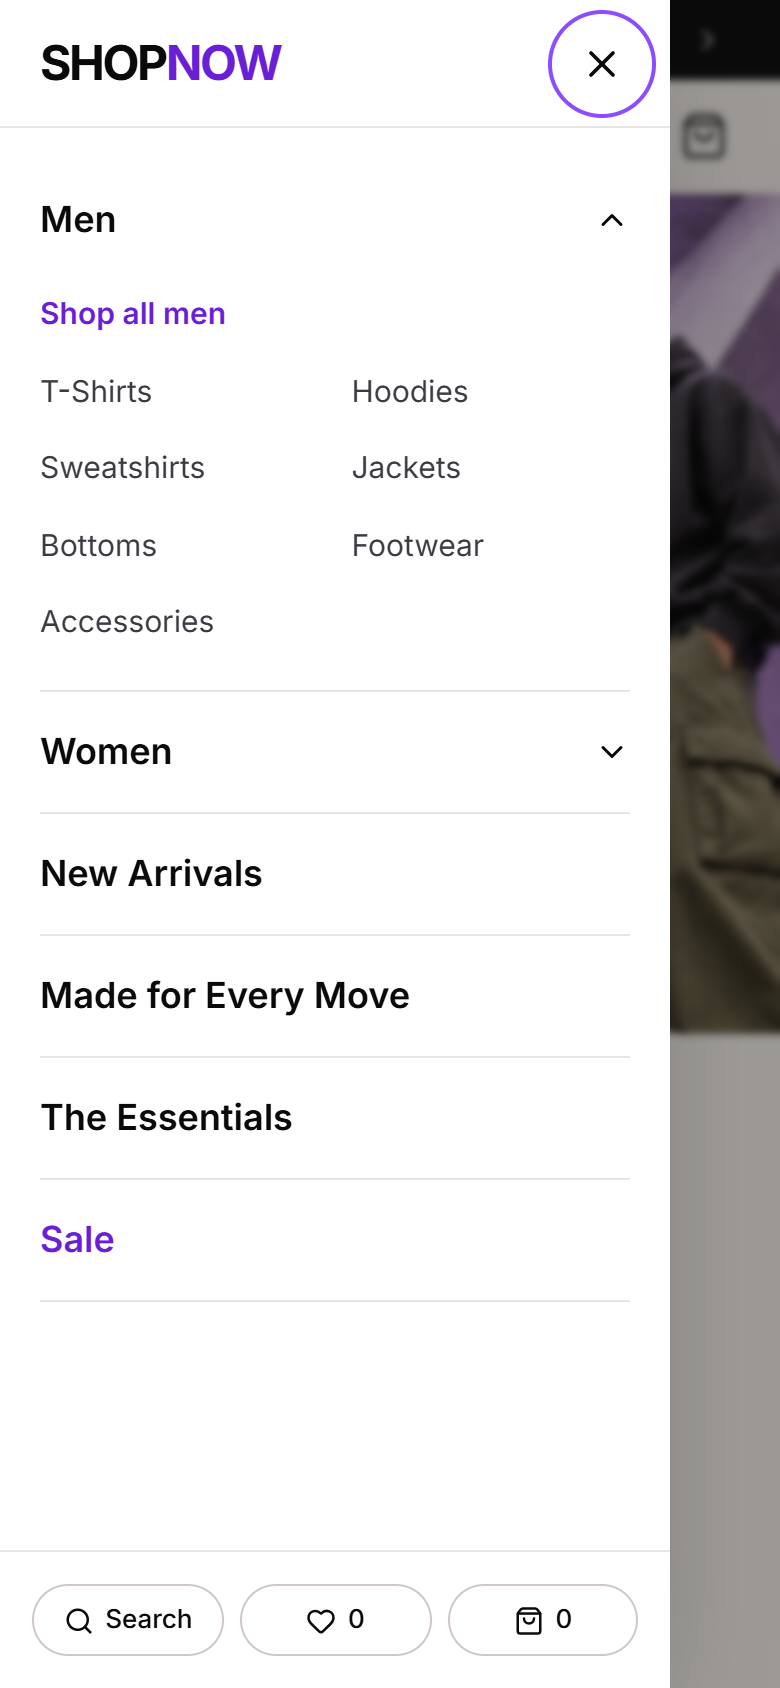 SHOPNOW
Men
Shop all men
T-Shirts Hoodies
Sweatshirts Jackets
Bottoms Footwear
Accessories
Women
New Arrivals
Made for Every Move
The Essentials
Sale
Search 0 0